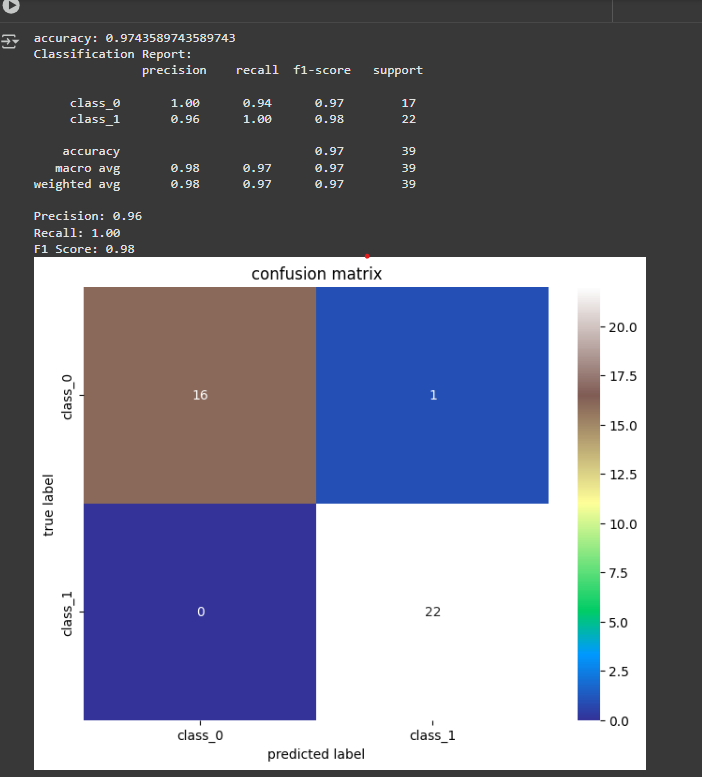 accuracy: 0.9743589743589743
Classification Report:
precision recall f1-score support
class_0 1.00 0.94 0.97 17
class_1 0.96 1.00 0.98 22
accuracy 0.97 39
macro avg 0.98 0.97 0.97 39
weighted avg 0.98 0.97 0.97 39
Precision: 0.96
Recall: 1.00
F1 Score: 0.98
confusion matrix
class_0
16
1
class_1
0
22
true label
class_0
class_1
predicted label
20.0
17.5
15.0
12.5
10.0
7.5
5.0
2.5
0.0